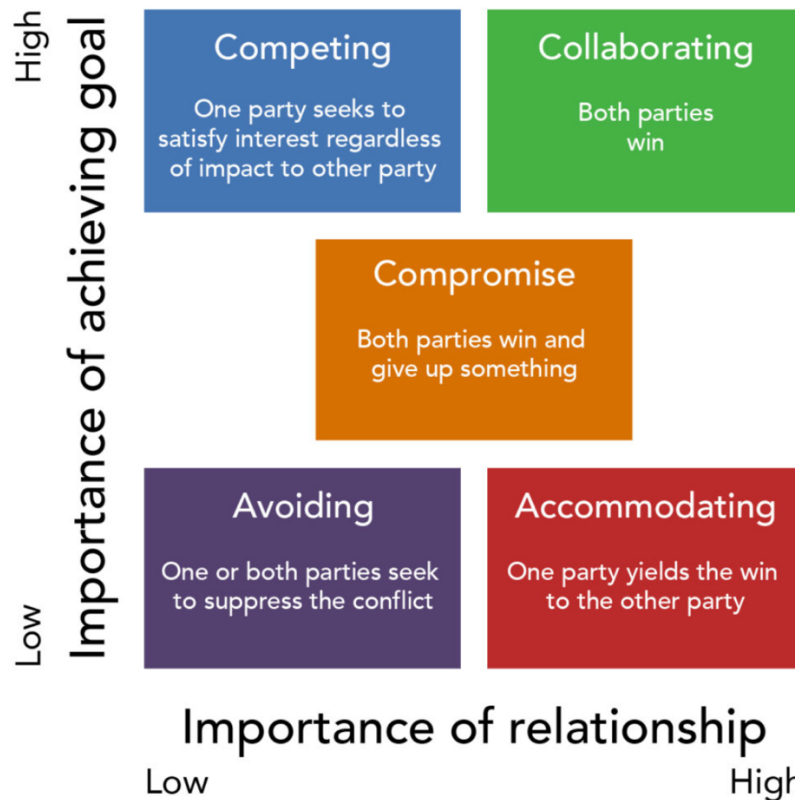 High
Importance of achieving goal
Low
Competing
One party seeks to
satisfy interest regardless
of impact to other party
Collaborating
Both parties
win
Compromise
Both parties win and
give up something
Avoiding
One or both parties seek
to suppress the conflict
Accommodating
One party yields the win
to the other party
Importance of relationship
Low
High